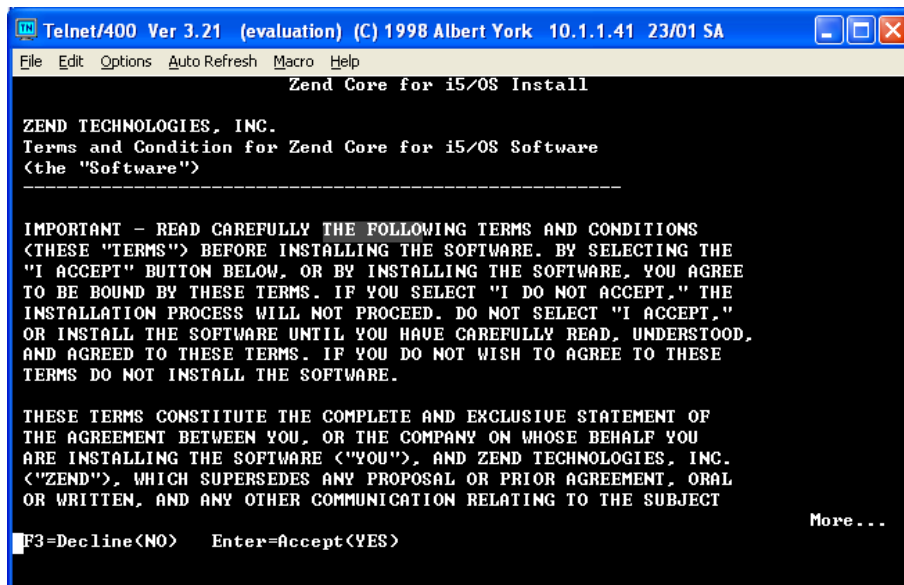 Telnet/400 Ver 3.21 (evaluation) (C) 1998 Albert York 10.1.1.41 23/01 SA
File Edit Options Auto Refresh Macro Help
Zend Core for i5/OS Install
ZEND TECHNOLOGIES, INC.
Terms and Condition for Zend Core for i5/OS Software
(the "Software")
------------------------------------------------------
IMPORTANT - READ CAREFULLY THE FOLLOWING TERMS AND CONDITIONS
(THESE "TERMS") BEFORE INSTALLING THE SOFTWARE. BY SELECTING THE
"I ACCEPT" BUTTON BELOW, OR BY INSTALLING THE SOFTWARE, YOU AGREE
TO BE BOUND BY THESE TERMS. IF YOU SELECT "I DO NOT ACCEPT," THE
INSTALLATION PROCESS WILL NOT PROCEED. DO NOT SELECT "I ACCEPT,"
OR INSTALL THE SOFTWARE UNTIL YOU HAVE CAREFULLY READ, UNDERSTOOD,
AND AGREED TO THESE TERMS. IF YOU DO NOT WISH TO AGREE TO THESE
TERMS DO NOT INSTALL THE SOFTWARE.
THESE TERMS CONSTITUTE THE COMPLETE AND EXCLUSIVE STATEMENT OF
THE AGREEMENT BETWEEN YOU, OR THE COMPANY ON WHOSE BEHALF YOU
ARE INSTALLING THE SOFTWARE ("YOU"), AND ZEND TECHNOLOGIES, INC.
("ZEND"), WHICH SUPERSEDES ANY PROPOSAL OR PRIOR AGREEMENT, ORAL
OR WRITTEN, AND ANY OTHER COMMUNICATION RELATING TO THE SUBJECT
More...
F3=Decline(NO) Enter=Accept(YES)